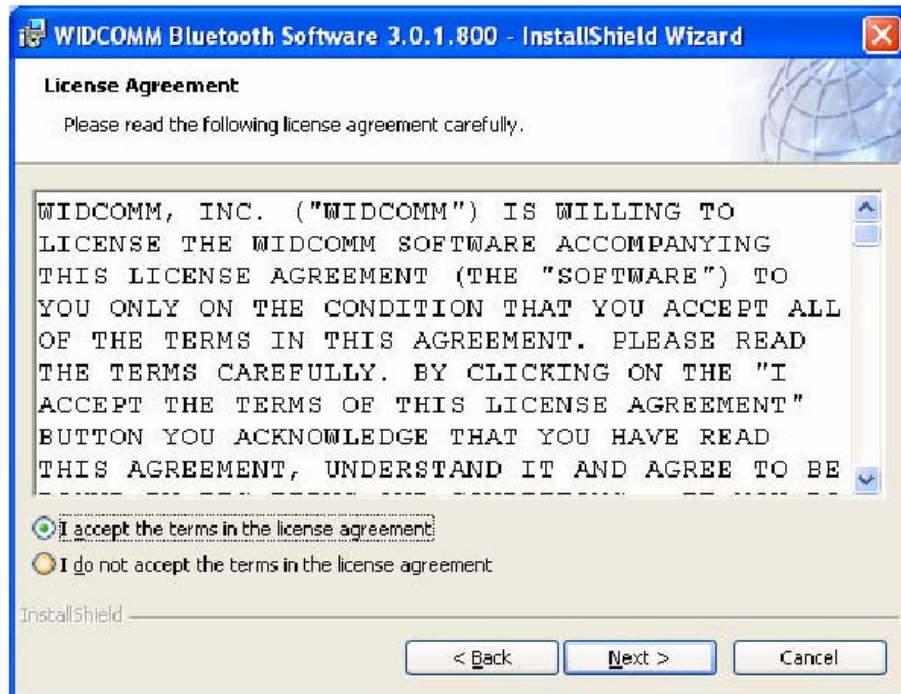 WIDCOMM Bluetooth Software 3.0.1.800 - InstallShield Wizard
License Agreement
Please read the following license agreement carefully.
WIDCOMM, INC. ("WIDCOMM") IS WILLING TO
LICENSE THE WIDCOMM SOFTWARE ACCOMPANYING
THIS LICENSE AGREEMENT (THE "SOFTWARE") TO
YOU ONLY ON THE CONDITION THAT YOU ACCEPT ALL
OF THE TERMS IN THIS AGREEMENT. PLEASE READ
THE TERMS CAREFULLY. BY CLICKING ON THE "I
ACCEPT THE TERMS OF THIS LICENSE AGREEMENT"
BUTTON YOU ACKNOWLEDGE THAT YOU HAVE READ
THIS AGREEMENT, UNDERSTAND IT AND AGREE TO BE
I accept the terms in the license agreement
I do not accept the terms in the license agreement
InstallShield
< Back
Next >
Cancel